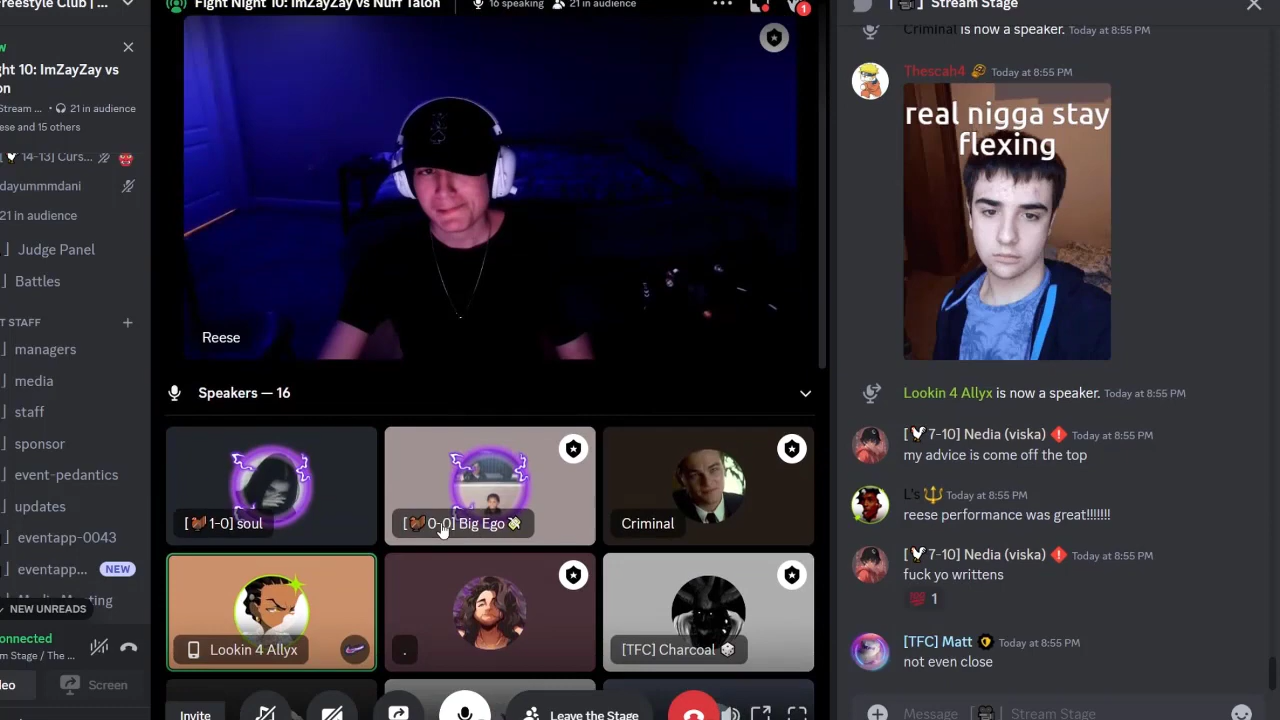 reestyle Club | ...
ght 10: ImZayZay vs
on
Stream ... • 21 in audience
ese and 15 others
14-13] Curs...
dayummmdani
21 in audience
Judge Panel
Battles
T STAFF
managers
media
staff
sponsor
event-pedantics
updates
eventapp-0043
eventapp... NEW
Media Meeting
NEW UNREADS
onnected
m Stage / The ...
deo
Screen
Fight Night 10: ImZayZay vs Nuff Talon
16 speaking 21 in audience
1
Reese
Speakers — 16
[ 1-0] soul
[ 0-0] Big Ego
Criminal
Lookin 4 Allyx
.
[TFC] Charcoal
Invite
Leave the Stage
Stream Stage
Criminal is now a speaker. Today at 8:55 PM
Thescah4 Today at 8:55 PM
real nigga stay
flexing
Lookin 4 Allyx is now a speaker. Today at 8:55 PM
[ 7-10] Nedia (viska) Today at 8:55 PM
my advice is come off the top
L's Today at 8:55 PM
reese performance was great!!!!!!!
[ 7-10] Nedia (viska) Today at 8:55 PM
fuck yo writtens
100 1
[TFC] Matt Today at 8:55 PM
not even close
Message [ ] Stream Stage